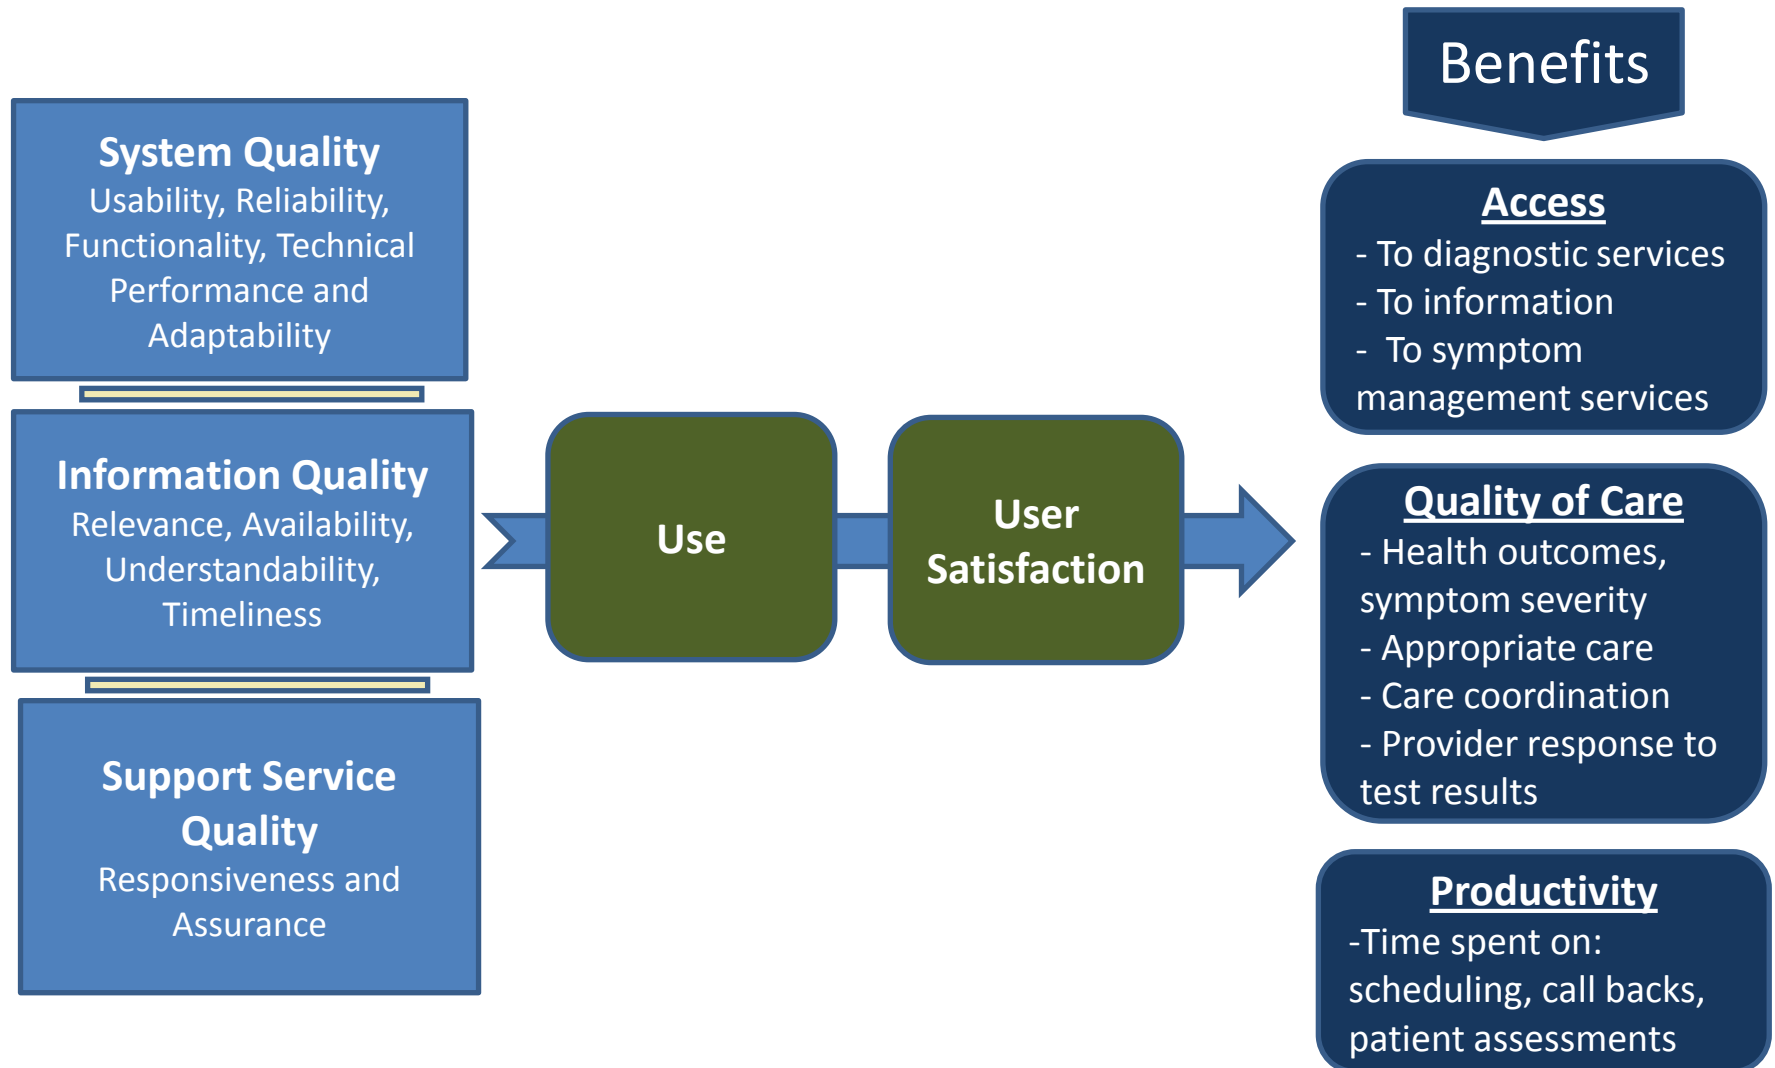 System Quality
Usability, Reliability,
Functionality, Technical
Performance and
Adaptability
Information Quality
Relevance, Availability,
Understandability,
Timeliness
Support Service
Quality
Responsiveness and
Assurance
Use
User
Satisfaction
Benefits
Access
- To diagnostic services
- To information
-  To symptom
management services
Quality of Care
- Health outcomes,
symptom severity
- Appropriate care
- Care coordination
- Provider response to
test results
Productivity
-Time spent on:
scheduling, call backs,
patient assessments